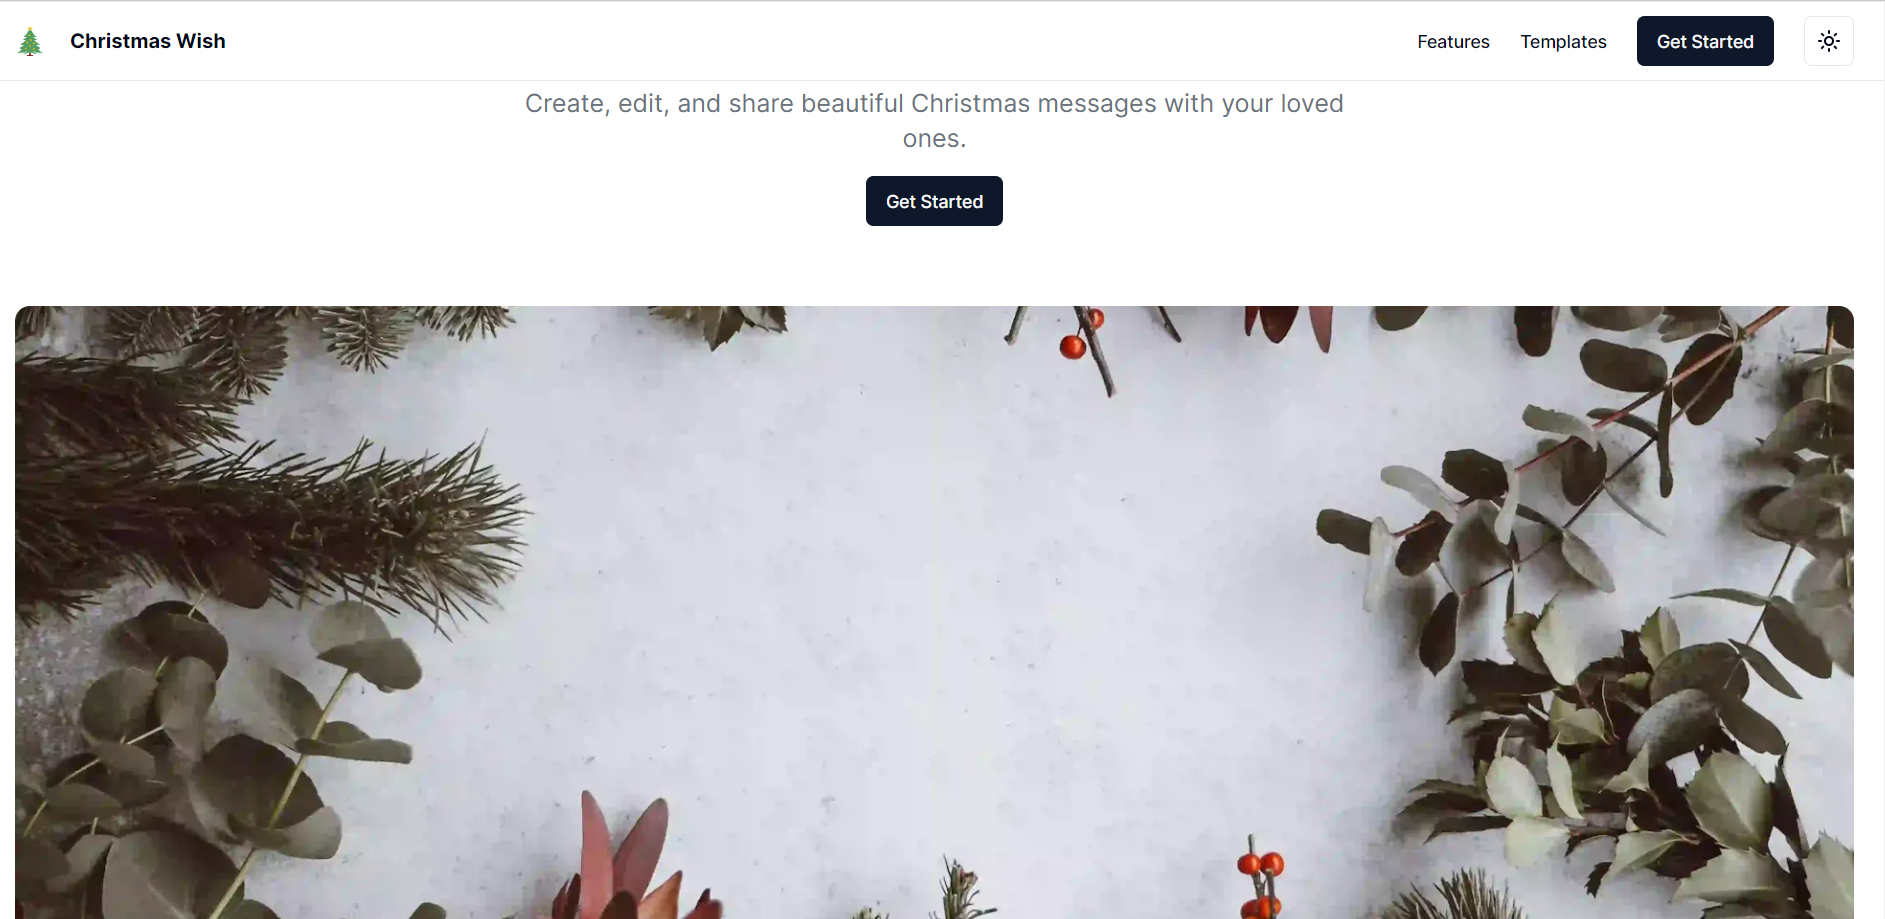 Christmas Wish
Features
Templates
Get Started
Create, edit, and share beautiful Christmas messages with your loved
ones.
Get Started